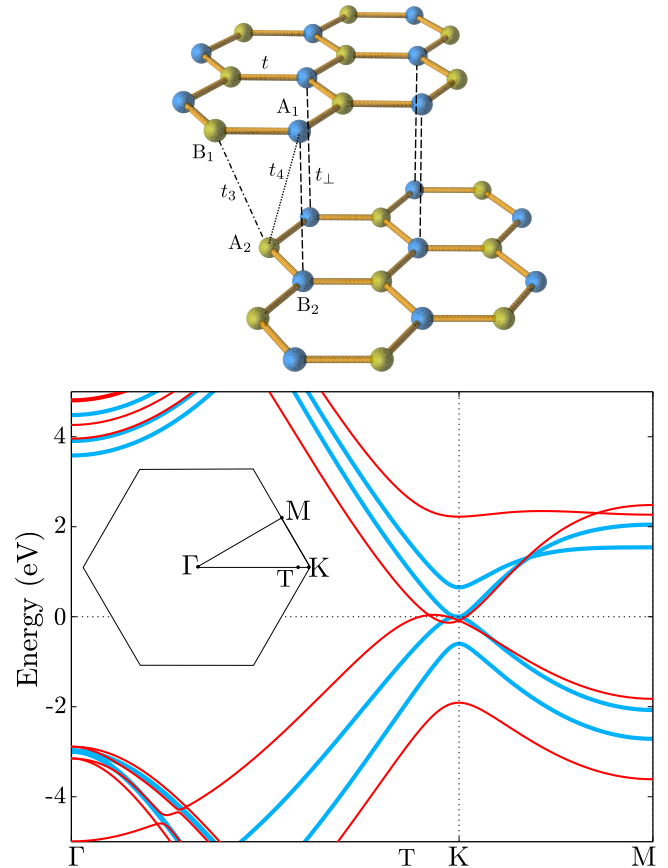 t
A₁
B₁
t₃
t₄
t⊥
A₂
B₂
4
2
0
-2
-4
Energy (eV)
M
Γ
T
K
Γ
T
K
M